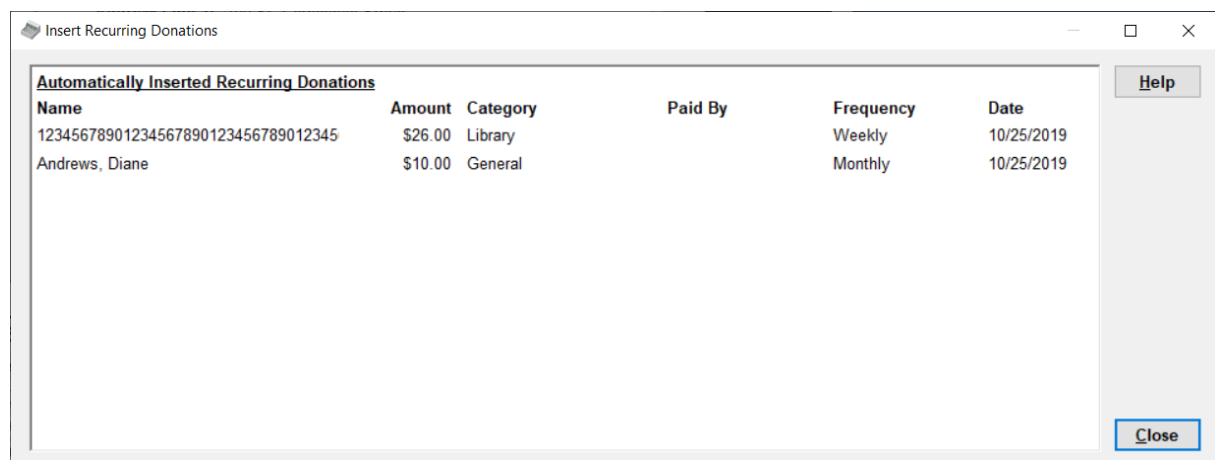 Insert Recurring Donations
Automatically Inserted Recurring Donations
Help
Name Amount Category Paid By Frequency Date
12345678901234567890123456789012345 $26.00 Library Weekly 10/25/2019
Andrews, Diane $10.00 General Monthly 10/25/2019
Close